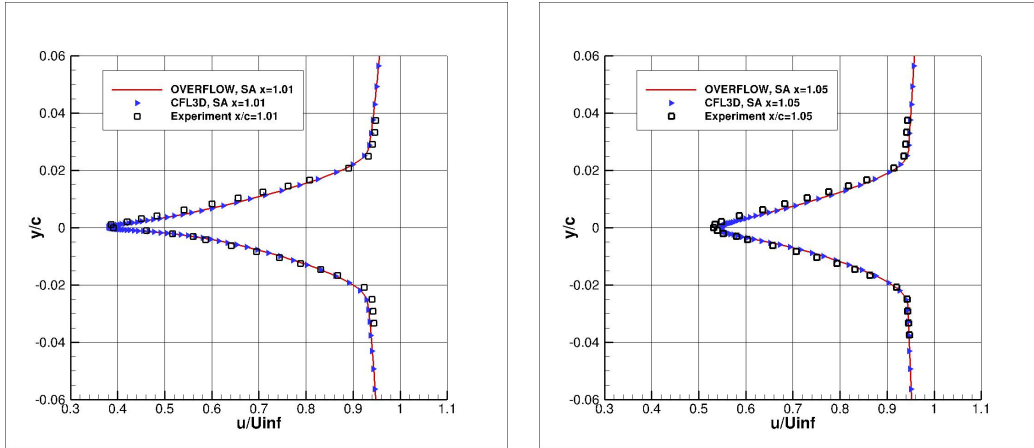 0.06
0.04
0.02
0
-0.02
-0.04
-0.06
y/c
OVERFLOW, SA x=1.01
CFL3D, SA x=1.01
Experiment x/c=1.01
0.3 0.4 0.5 0.6 0.7 0.8 0.9 1 1.1
u/Uinf
0.06
0.04
0.02
0
-0.02
-0.04
-0.06
y/c
OVERFLOW, SA x=1.05
CFL3D, SA x=1.05
Experiment x/c=1.05
0.3 0.4 0.5 0.6 0.7 0.8 0.9 1 1.1
u/Uinf